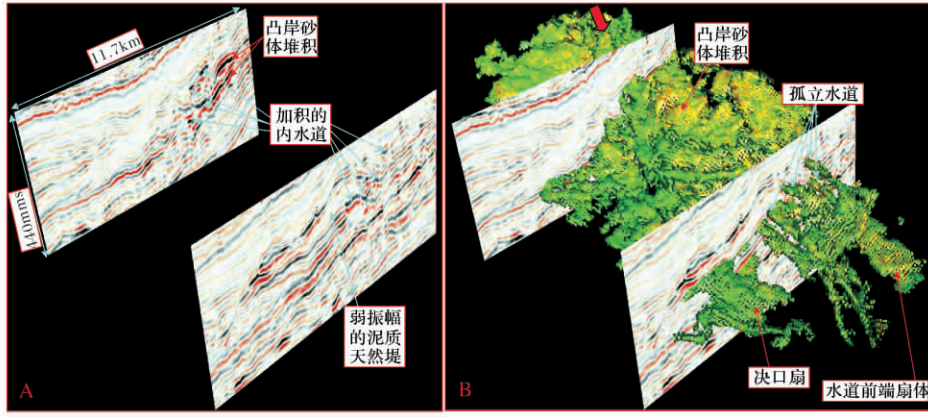 11.7km
440mms
凸岸砂
体堆积
加积的
内水道
弱振幅
的泥质
天然堤
A
凸岸砂
体堆积
孤立水道
决口扇
水道前端扇体
B